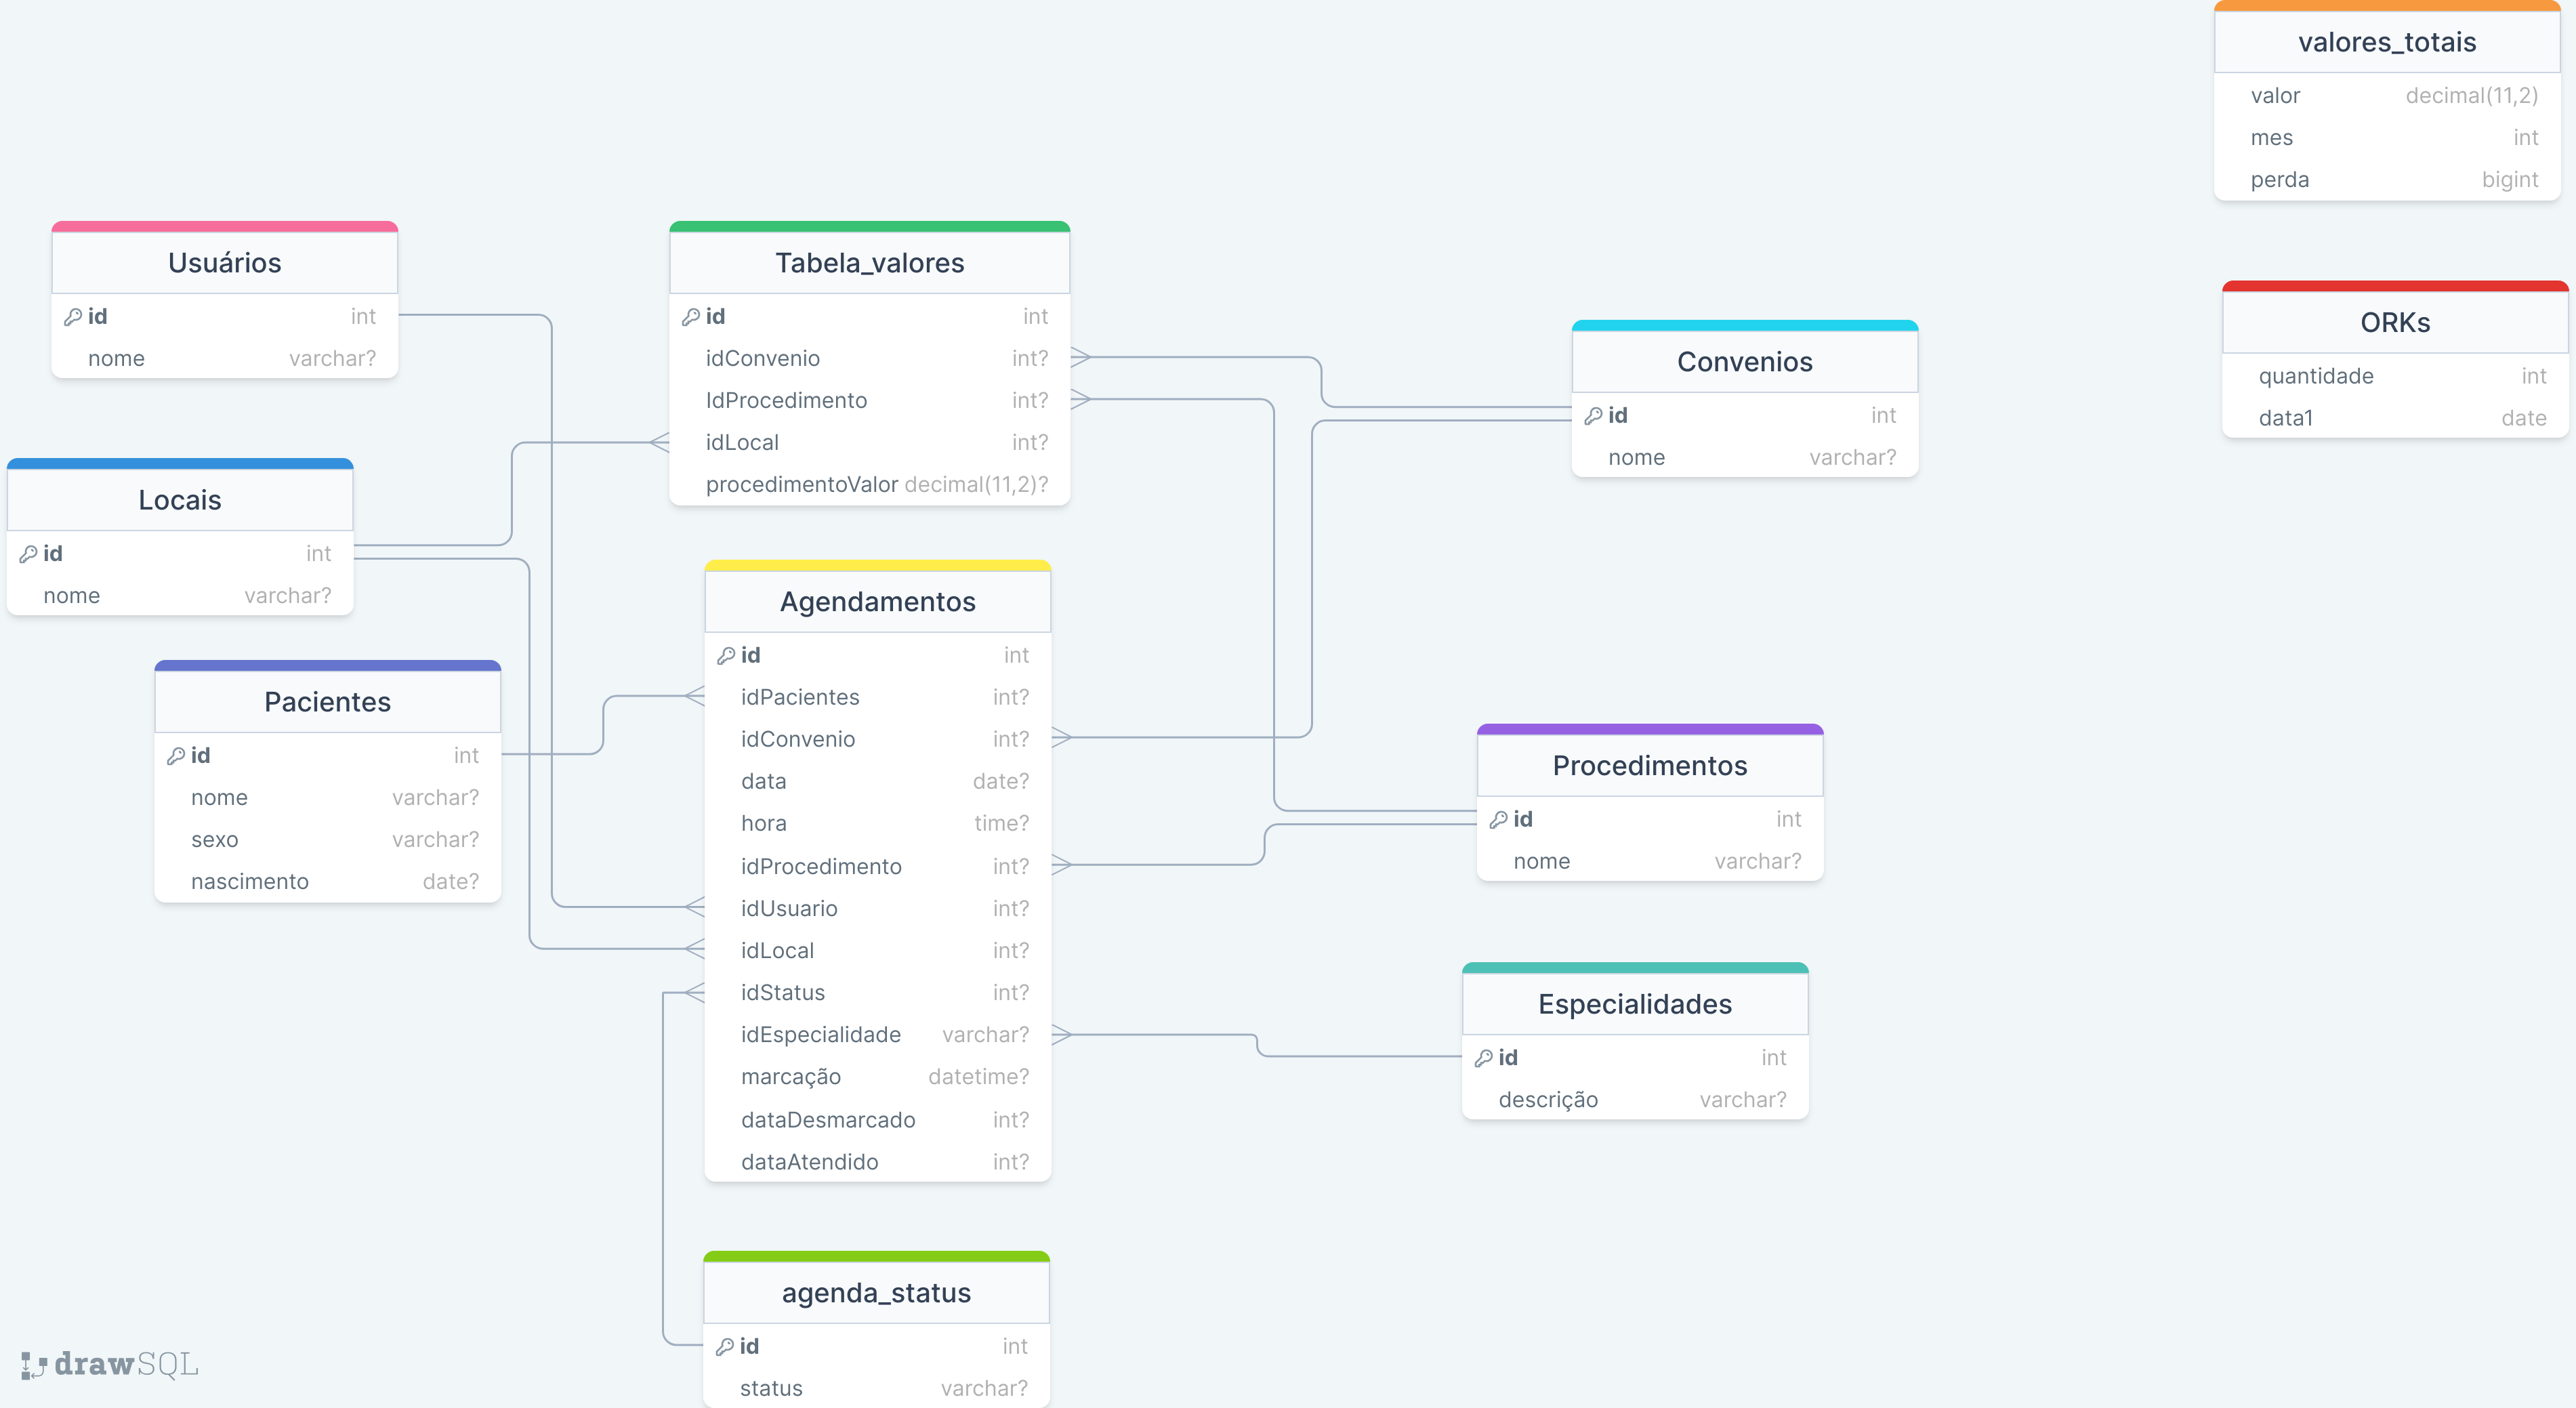 valores_totais
valor decimal(11,2)
mes int
perda bigint
Usuários
id int
nome varchar?
Tabela_valores
id int
idConvenio int?
IdProcedimento int?
idLocal int?
procedimentoValor decimal(11,2)?
ORKs
quantidade int
data1 date
Convenios
id int
nome varchar?
Locais
id int
nome varchar?
Agendamentos
id int
idPacientes int?
idConvenio int?
data date?
hora time?
idProcedimento int?
idUsuario int?
idLocal int?
idStatus int?
idEspecialidade varchar?
marcação datetime?
dataDesmarcado int?
dataAtendido int?
Pacientes
id int
nome varchar?
sexo varchar?
nascimento date?
Procedimentos
id int
nome varchar?
Especialidades
id int
descrição varchar?
agenda_status
id int
status varchar?
drawSQL